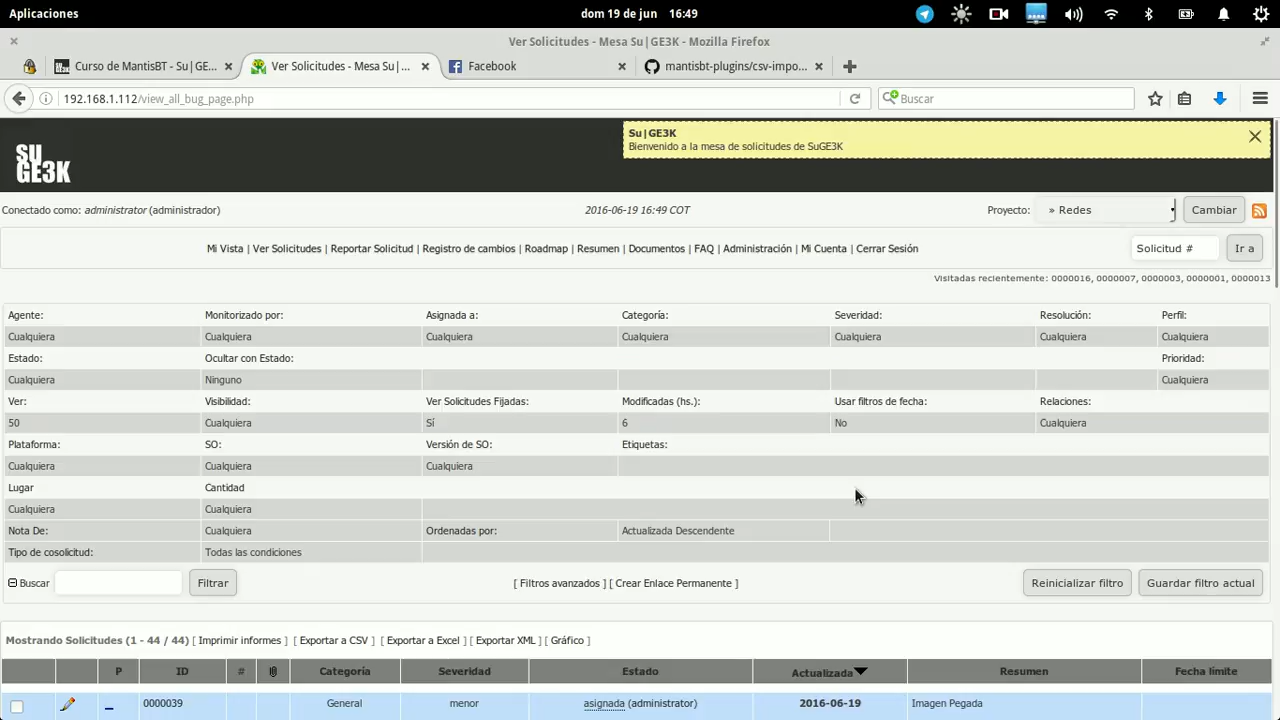 Aplicaciones dom 19 de jun 16:49
Ver Solicitudes - Mesa Su|GE3K - Mozilla Firefox
Curso de MantisBT - Su|GE... Ver Solicitudes - Mesa Su|... Facebook mantisbt-plugins/csv-impo...
192.168.1.112/view_all_bug_page.php Buscar
SU
GE3K
Su|GE3K
Bienvenido a la mesa de solicitudes de SuGE3K
Conectado como: administrator (administrador) 2016-06-19 16:49 COT Proyecto: » Redes Cambiar
Mi Vista | Ver Solicitudes | Reportar Solicitud | Registro de cambios | Roadmap | Resumen | Documentos | FAQ | Administración | Mi Cuenta | Cerrar Sesión Solicitud # Ir a
Visitadas recientemente: 0000016, 0000007, 0000003, 0000001, 0000013
Agente: Monitorizado por: Asignada a: Categoría: Severidad: Resolución: Perfil:
Cualquiera Cualquiera Cualquiera Cualquiera Cualquiera Cualquiera Cualquiera
Estado: Ocultar con Estado: Prioridad:
Cualquiera Ninguno Cualquiera
Ver: Visibilidad: Ver Solicitudes Fijadas: Modificadas (hs.): Usar filtros de fecha: Relaciones:
50 Cualquiera Sí 6 No Cualquiera
Plataforma: SO: Versión de SO: Etiquetas:
Cualquiera Cualquiera Cualquiera
Lugar Cantidad
Cualquiera Cualquiera
Nota De: Cualquiera Ordenadas por: Actualizada Descendente
Tipo de cosolicitud: Todas las condiciones
Buscar Filtrar [ Filtros avanzados ] [ Crear Enlace Permanente ] Reinicializar filtro Guardar filtro actual
Mostrando Solicitudes (1 - 44 / 44) [ Imprimir informes ] [ Exportar a CSV ] [ Exportar a Excel ] [ Exportar XML ] [ Gráfico ]
P ID # Categoría Severidad Estado Actualizada Resumen Fecha límite
0000039 General menor asignada (administrator) 2016-06-19 Imagen Pegada